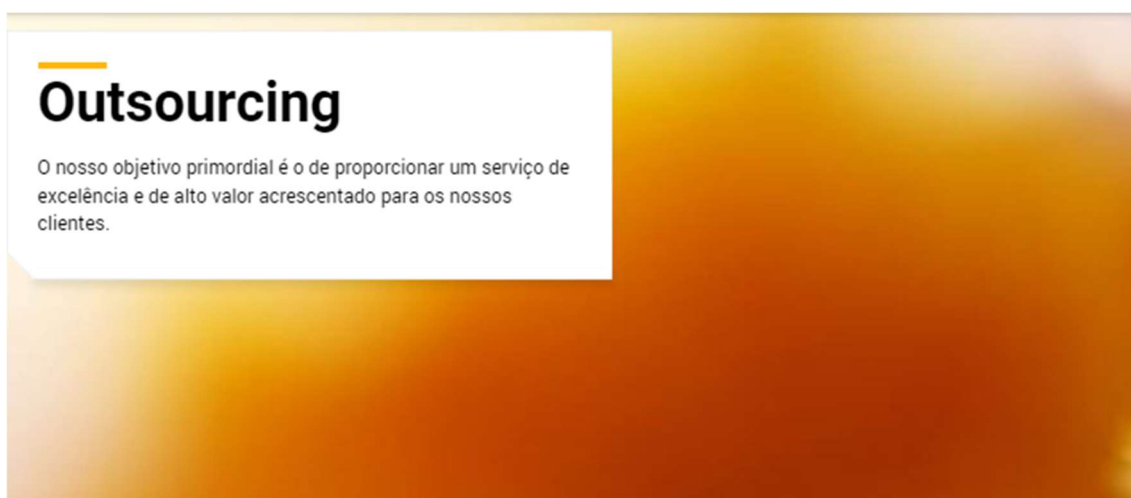 Outsourcing
O nosso objetivo primordial é o de proporcionar um serviço de
excelência e de alto valor acrescentado para os nossos
clientes.